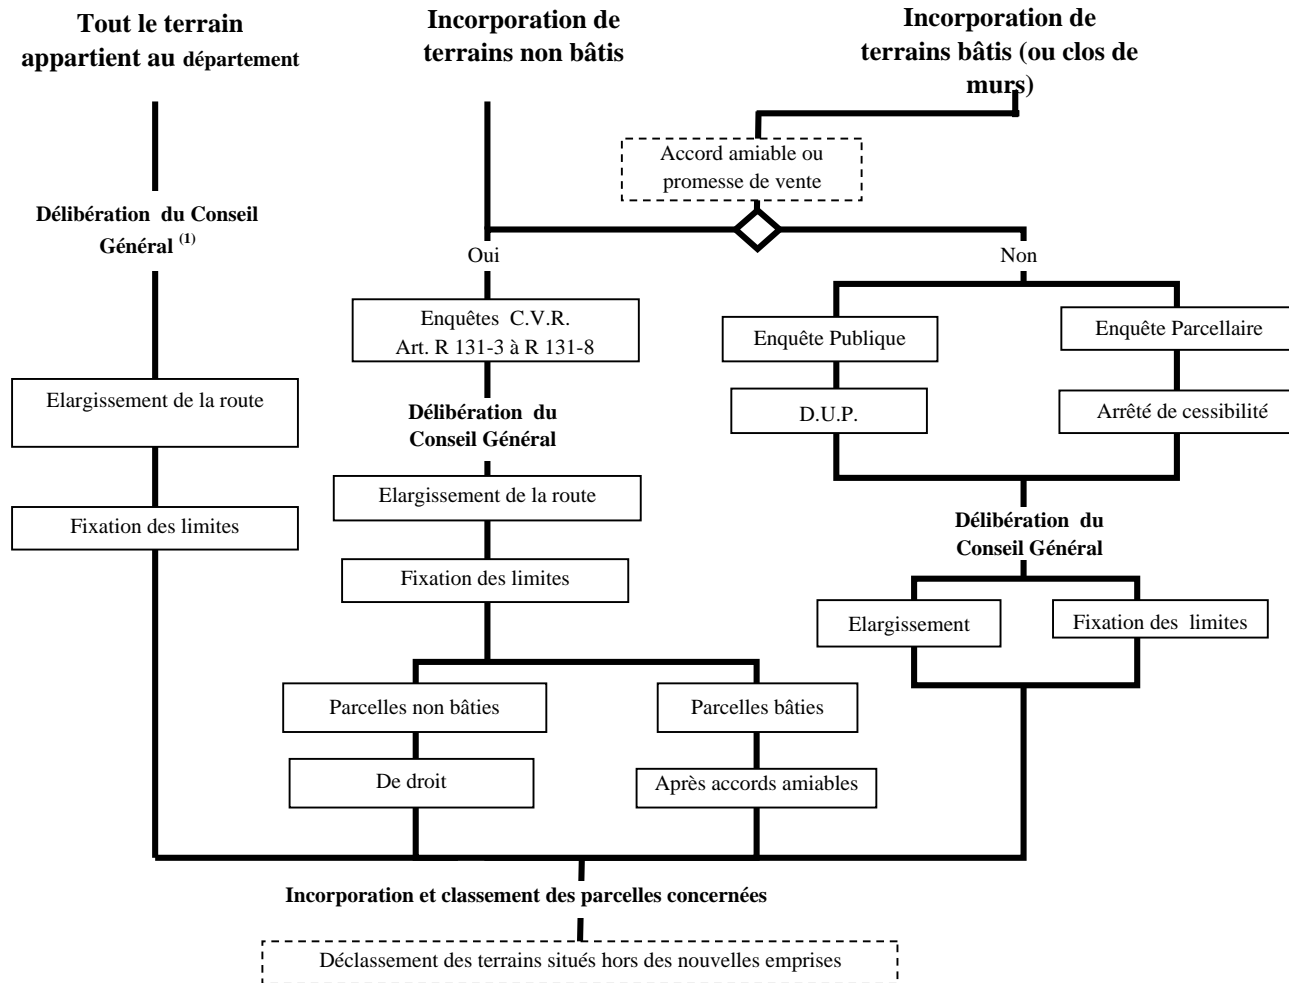 Tout le terrain
appartient au département
Incorporation de
terrains non bâtis
Incorporation de
terrains bâtis (ou clos de
murs)
Accord amiable ou
promesse de vente
Délibération du Conseil
Général (1)
Oui
Non
Enquêtes C.V.R.
Art. R 131-3 à R 131-8
Enquête Publique
Enquête Parcellaire
Elargissement de la route
Délibération du
Conseil Général
D.U.P.
Arrêté de cessibilité
Elargissement de la route
Fixation des limites
Délibération du
Conseil Général
Fixation des limites
Elargissement
Fixation des limites
Parcelles non bâties
Parcelles bâties
De droit
Après accords amiables
Incorporation et classement des parcelles concernées
Déclassement des terrains situés hors des nouvelles emprises